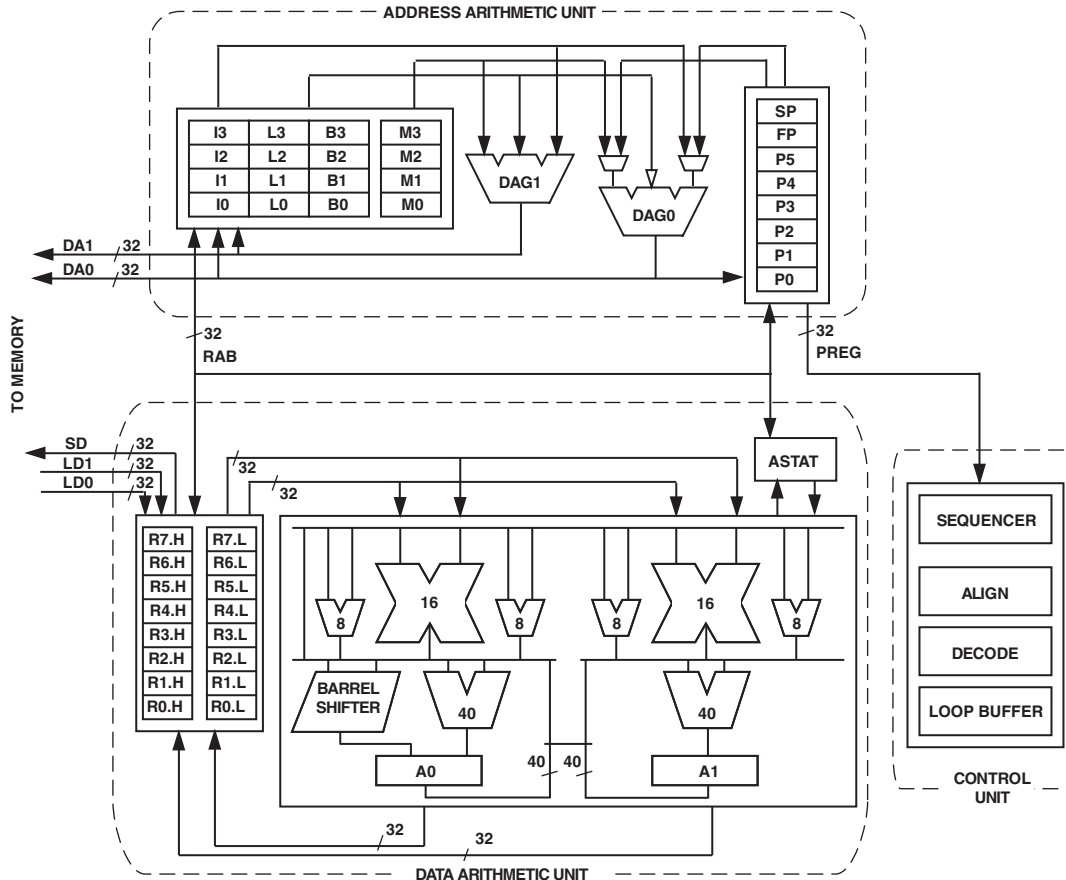 ADDRESS ARITHMETIC UNIT
I3 L3 B3 M3
I2 L2 B2 M2
I1 L1 B1 M1
I0 L0 B0 M0
DAG1
DAG0
SP
FP
P5
P4
P3
P2
P1
P0
DA1 32
DA0 32
32
RAB
32
PREG
TO MEMORY
SD 32
LD1 32
LD0 32
32
32
ASTAT
R7.H R7.L
R6.H R6.L
R5.H R5.L
R4.H R4.L
R3.H R3.L
R2.H R2.L
R1.H R1.L
R0.H R0.L
16
8
8
8
16
8
BARREL
SHIFTER
40
40
A0
40
40
A1
32
32
DATA ARITHMETIC UNIT
SEQUENCER
ALIGN
DECODE
LOOP BUFFER
CONTROL
UNIT